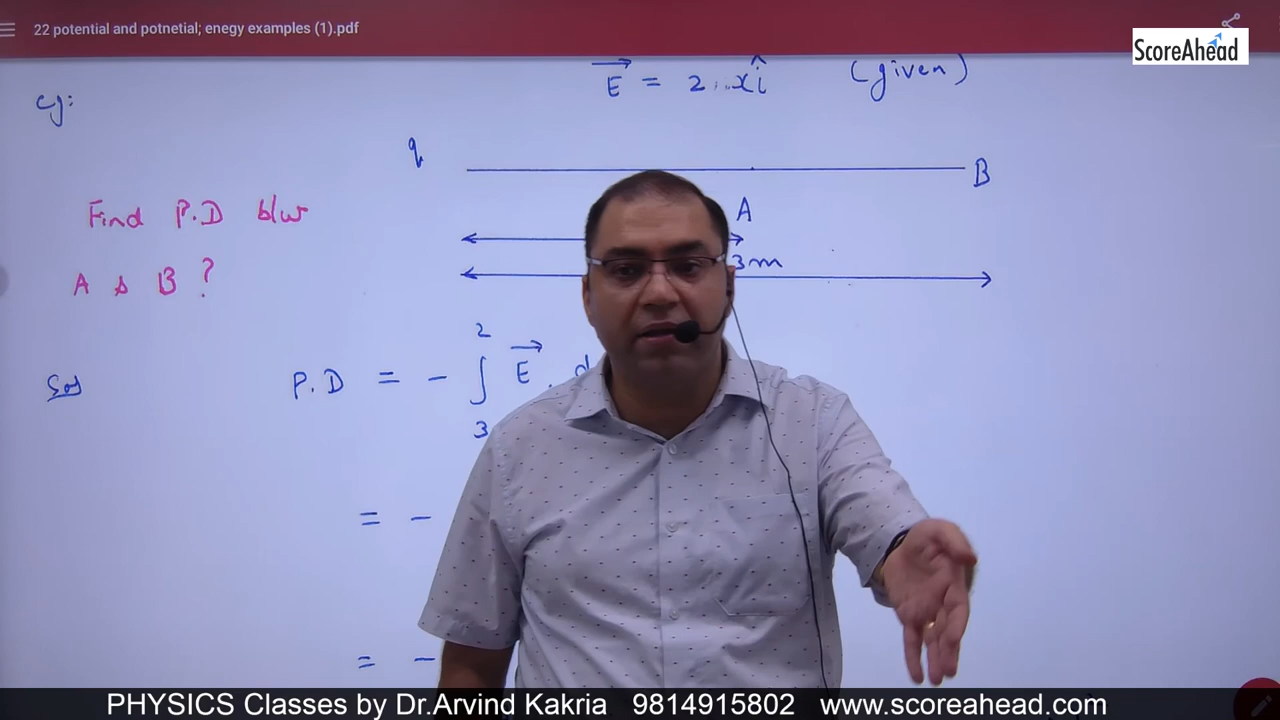 22 potential and potnetial; enegy examples (1).pdf
ScoreAhead
eg:
E = 2 x î (given)
q
B
Find P.D b/w
A
A & B ?
3m
2
Sol P.D = - ∫ E . d
3
= -
= -
PHYSICS Classes by Dr.Arvind Kakria 9814915802 www.scoreahead.com